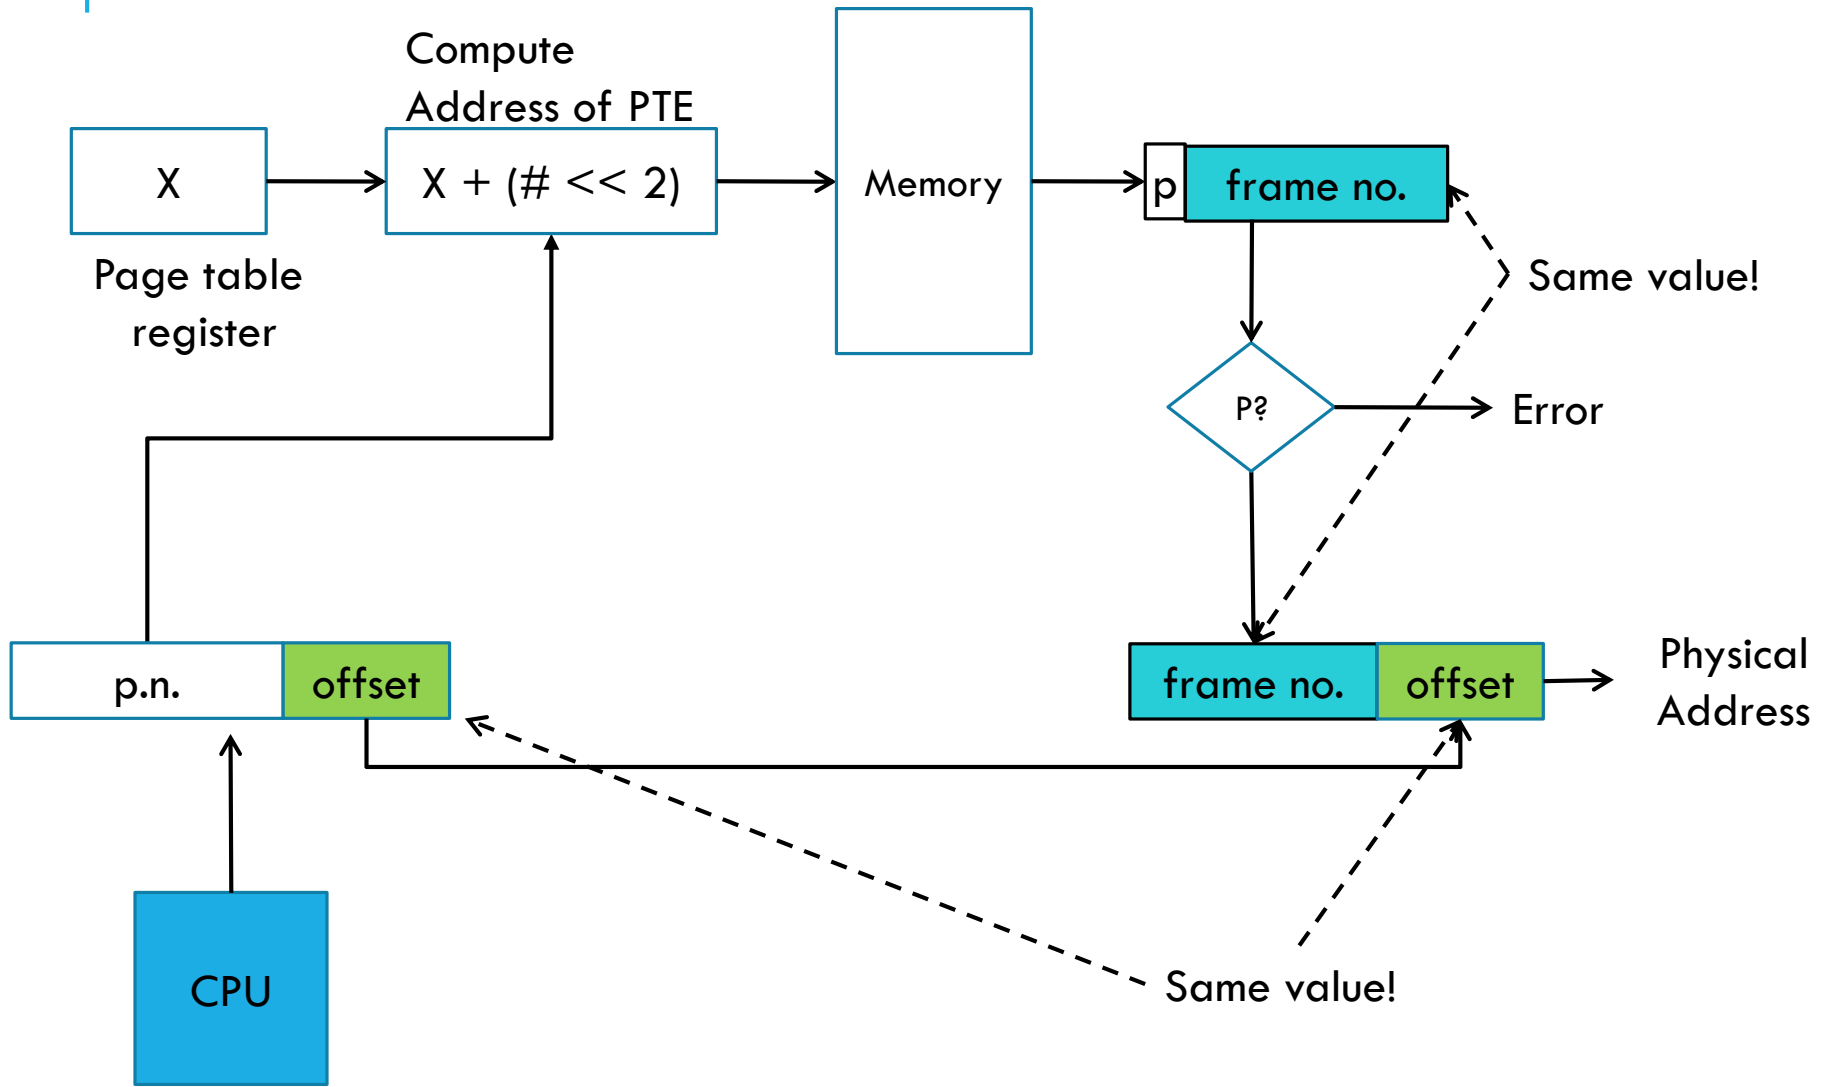 Compute
Address of PTE
X
X + (# << 2)
Memory
p
frame no.
Page table
register
Same value!
P?
Error
p.n.
offset
frame no.
offset
Physical
Address
CPU
Same value!